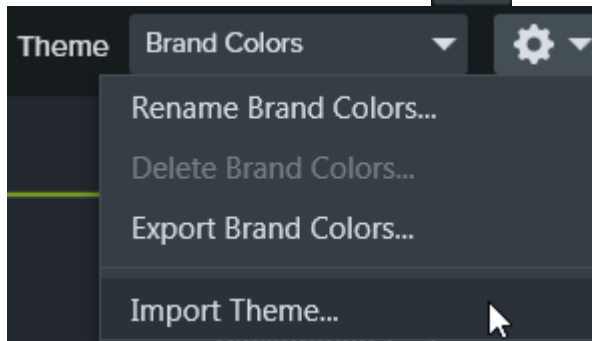 Theme Brand Colors
Rename Brand Colors...
Delete Brand Colors...
Export Brand Colors...
Import Theme...